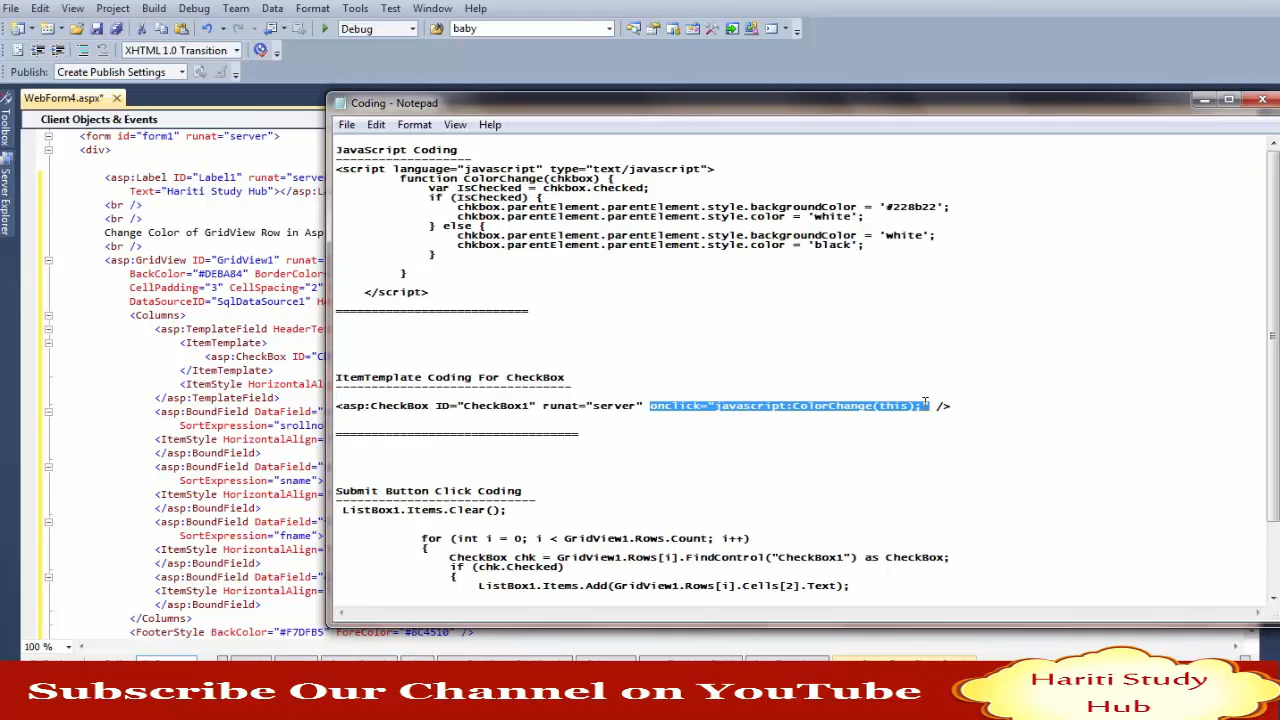 File Edit View Project Build Debug Team Data Format Tools Test Window Help
Debug baby
XHTML 1.0 Transition
Publish: Create Publish Settings
WebForm4.aspx*
Client Objects & Events
Toolbox
Server Explorer
<form id="form1" runat="server">
<div>
<asp:Label ID="Label1" runat=
Text="Hariti Study Hub"></as
<br />
<br />
Change Color of GridView Row in Asp
<br />
<asp:GridView ID="GridView1" runat=
BackColor="#DEBA84" BorderColor
CellPadding="3" CellSpacing="2"
DataSourceID="SqlDataSource1"
<Columns>
<asp:TemplateField HeaderTe
<ItemTemplate>
<asp:CheckBox ID="C
</ItemTemplate>
<ItemStyle HorizontalAl
</asp:TemplateField>
<asp:BoundField DataField="
SortExpression="srollno
<ItemStyle HorizontalAlign=
</asp:BoundField>
<asp:BoundField DataField="
SortExpression="sname">
<ItemStyle HorizontalAlign=
</asp:BoundField>
<asp:BoundField DataField="
SortExpression="fname">
<ItemStyle HorizontalAlign=
</asp:BoundField>
<asp:BoundField DataField="
<ItemStyle HorizontalAlign=
</asp:BoundField>
</Columns>
<FooterStyle BackColor="#F7DFB5" ForeColor="#8C4510" />
100 %
Coding - Notepad
File Edit Format View Help
JavaScript Coding
-------------------
<script language="javascript" type="text/javascript">
function ColorChange(chkbox) {
var IsChecked = chkbox.checked;
if (IsChecked) {
chkbox.parentElement.parentElement.style.backgroundColor = '#228b22';
chkbox.parentElement.parentElement.style.color = 'white';
} else {
chkbox.parentElement.parentElement.style.backgroundColor = 'white';
chkbox.parentElement.parentElement.style.color = 'black';
}
}
</script>
===========================
ItemTemplate Coding For CheckBox
---------------------------------
<asp:CheckBox ID="CheckBox1" runat="server" onclick="javascript:ColorChange(this);" />
==================================
Submit Button Click Coding
----------------------------
ListBox1.Items.Clear();
for (int i = 0; i < GridView1.Rows.Count; i++)
{
CheckBox chk = GridView1.Rows[i].FindControl("CheckBox1") as CheckBox;
if (chk.Checked)
{
ListBox1.Items.Add(GridView1.Rows[i].Cells[2].Text);
Subscribe Our Channel on YouTube
Hariti Study
Hub